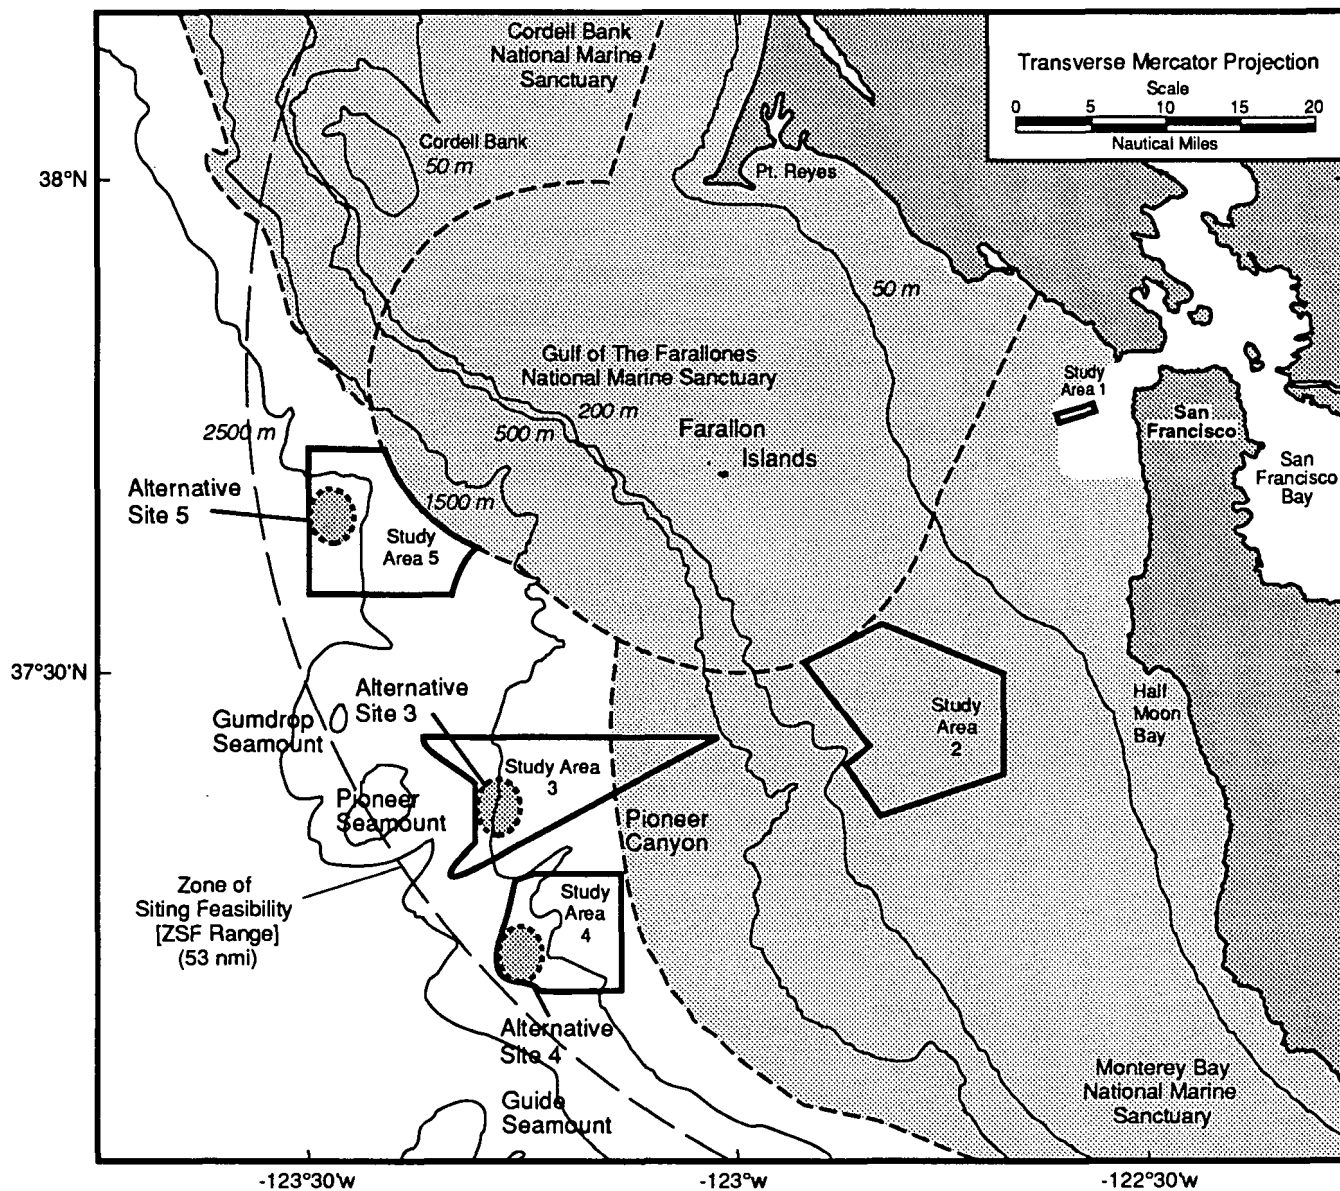 Cordell Bank
National Marine
Sanctuary
Transverse Mercator Projection
Scale
0 5 10 15 20
Nautical Miles
Cordell Bank
50 m
38°N
Pt. Reyes
50 m
Gulf of The Farallones
National Marine Sanctuary
200 m
500 m
Farallon
Islands
Study
Area 1
San
Francisco
San
Francisco
Bay
2500 m
1500 m
Alternative
Site 5
Study
Area 5
37°30'N
Alternative
Site 3
Gumdrop
Seamount
Study Area
3
Study
Area
2
Half
Moon
Bay
Pioneer
Seamount
Pioneer
Canyon
Zone of
Siting Feasibility
[ZSF Range]
(53 nmi)
Study
Area
4
Alternative
Site 4
Guide
Seamount
Monterey Bay
National Marine
Sanctuary
-123°30'W
-123°W
-122°30'W